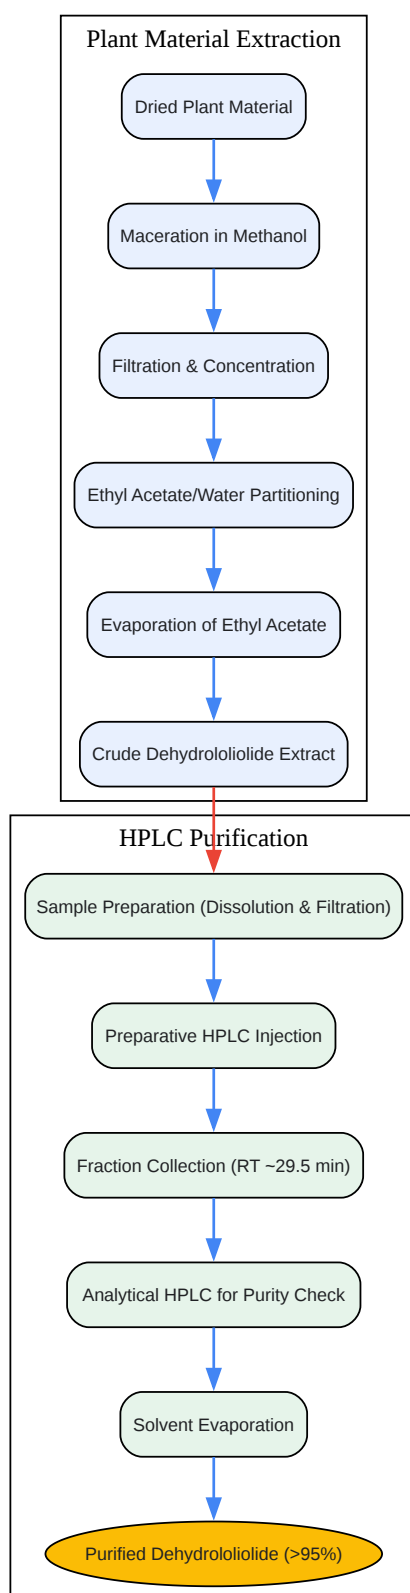 Plant Material Extraction
Dried Plant Material
Maceration in Methanol
Filtration & Concentration
Ethyl Acetate/Water Partitioning
Evaporation of Ethyl Acetate
Crude Dehydrololiolide Extract
HPLC Purification
Sample Preparation (Dissolution & Filtration)
Preparative HPLC Injection
Fraction Collection (RT ~29.5 min)
Analytical HPLC for Purity Check
Solvent Evaporation
Purified Dehydrololiolide (>95%)